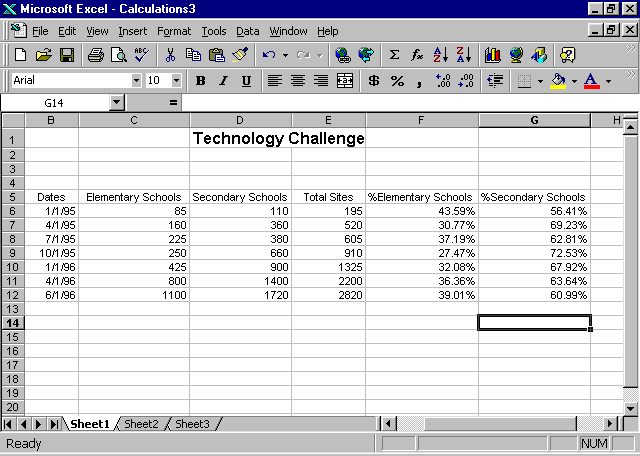 Microsoft Excel - Calculations3
File Edit View Insert Format Tools Data Window Help
ABC Σ fx A Z Z A ?
Arial 10 B I U $ % , .0 .00 .00 .0 A
G14 =
B C D E F G H
1 Technology Challenge
2
3
4
5 Dates Elementary Schools Secondary Schools Total Sites %Elementary Schools %Secondary Schools
6 1/1/95 85 110 195 43.59% 56.41%
7 4/1/95 160 360 520 30.77% 69.23%
8 7/1/95 225 380 605 37.19% 62.81%
9 10/1/95 250 660 910 27.47% 72.53%
10 1/1/96 425 900 1325 32.08% 67.92%
11 4/1/96 800 1400 2200 36.36% 63.64%
12 6/1/96 1100 1720 2820 39.01% 60.99%
13
14
15
16
17
18
19
20
Sheet1 Sheet2 Sheet3
Ready NUM